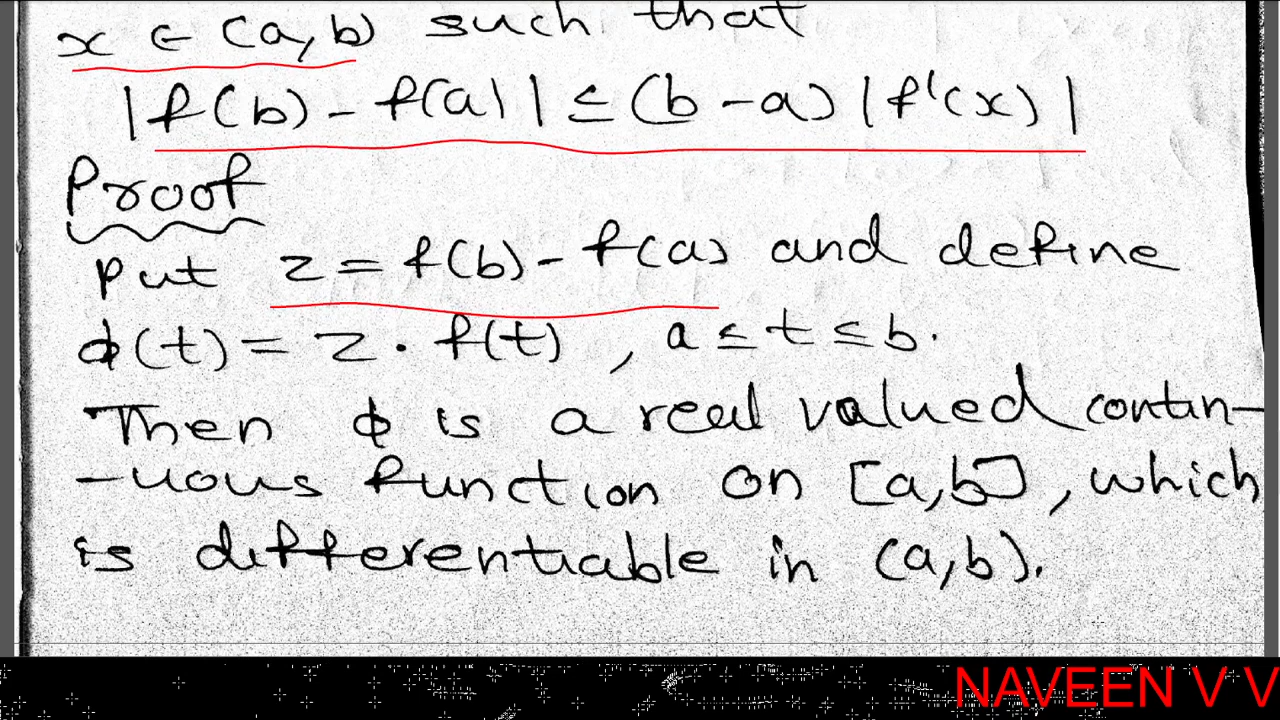 x ∈ (a,b) such that
|f(b) - f(a)| ≤ (b - a) |f'(x)|
Proof
Put z = f(b) - f(a) and define
ϕ(t) = z · f(t) , a ≤ t ≤ b.
Then ϕ is a real valued contin-
-uous function on [a,b], which
is differentiable in (a,b).
NAVEEN V V